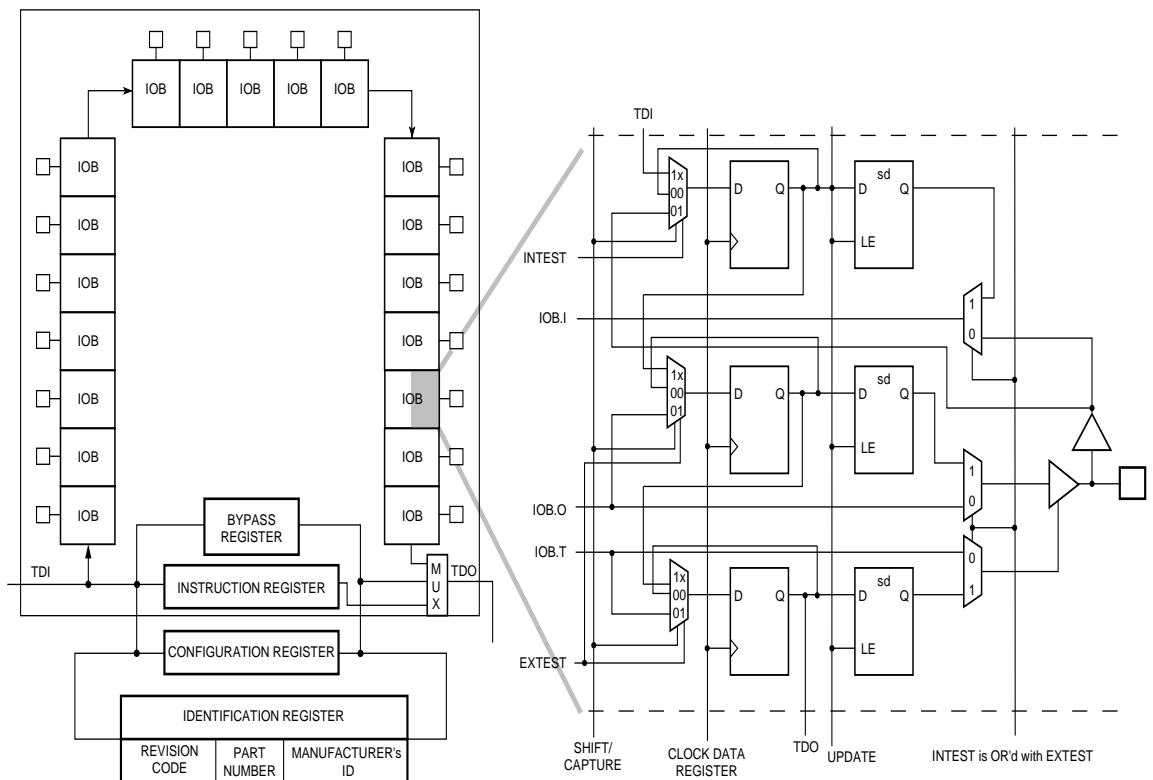 IOB IOB IOB IOB IOB
IOB
IOB
IOB
IOB
IOB
IOB
IOB
IOB
IOB
IOB
IOB
IOB
IOB
IOB
BYPASS
REGISTER
TDI
INSTRUCTION REGISTER
M
U
X
TDO
CONFIGURATION REGISTER
IDENTIFICATION REGISTER
REVISION
CODE
PART
NUMBER
MANUFACTURER's
ID
TDI
1x
00
01
D Q
sd
D Q
LE
INTEST
IOB.I
1
0
1x
00
01
D Q
sd
D Q
LE
1
0
IOB.O
IOB.T
0
1
1x
00
01
D Q
sd
D Q
LE
EXTEST
SHIFT/
CAPTURE
CLOCK DATA
REGISTER
TDO
UPDATE
INTEST is OR'd with EXTEST